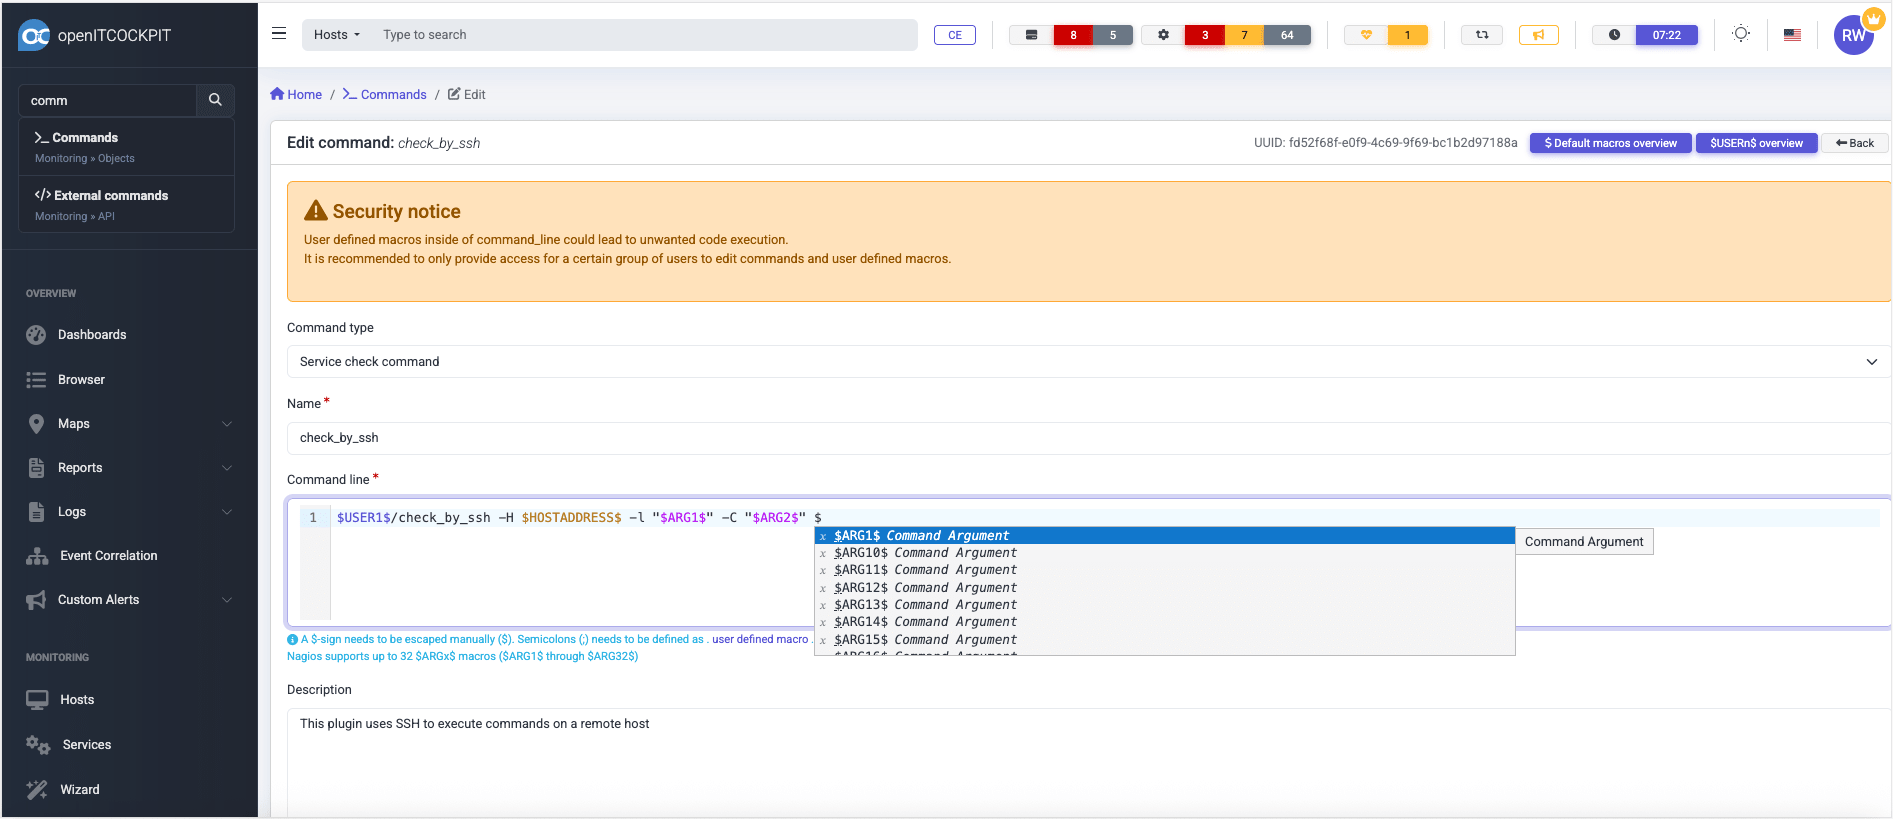 openITCOCKPIT
Hosts
Type to search
CE
8
5
3
7
64
1
07:22
RW
comm
Commands
Monitoring » Objects
External commands
Monitoring » API
OVERVIEW
Dashboards
Browser
Maps
Reports
Logs
Event Correlation
Custom Alerts
MONITORING
Hosts
Services
Wizard
Home / Commands / Edit
Edit command: check_by_ssh
UUID: fd52f68f-e0f9-4c69-9f69-bc1b2d97188a
$ Default macros overview
$USERn$ overview
Back
Security notice
User defined macros inside of command_line could lead to unwanted code execution.
It is recommended to only provide access for a certain group of users to edit commands and user defined macros.
Command type
Service check command
Name *
check_by_ssh
Command line *
1 $USER1$/check_by_ssh -H $HOSTADDRESS$ -l "$ARG1$" -C "$ARG2$" $
x $ARG1$ Command Argument
Command Argument
x $ARG10$ Command Argument
x $ARG11$ Command Argument
x $ARG12$ Command Argument
x $ARG13$ Command Argument
x $ARG14$ Command Argument
x $ARG15$ Command Argument
$ARG16$ Command Argument
A $-sign needs to be escaped manually ($). Semicolons (;) needs to be defined as . user defined macro .
Nagios supports up to 32 $ARGx$ macros ($ARG1$ through $ARG32$)
Description
This plugin uses SSH to execute commands on a remote host